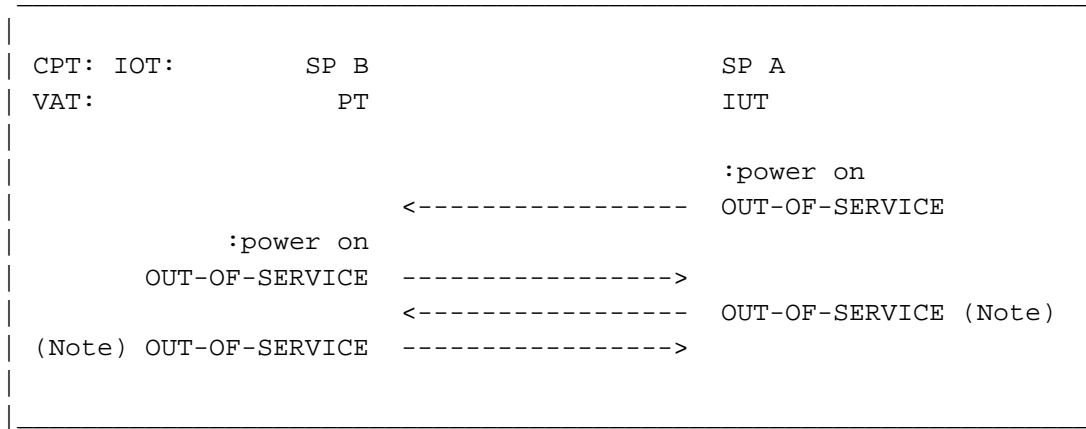 CPT: IOT: SP B SP A
VAT: PT IUT
:power on
<----------------- OUT-OF-SERVICE
:power on
OUT-OF-SERVICE ----------------->
<----------------- OUT-OF-SERVICE (Note)
(Note) OUT-OF-SERVICE ----------------->